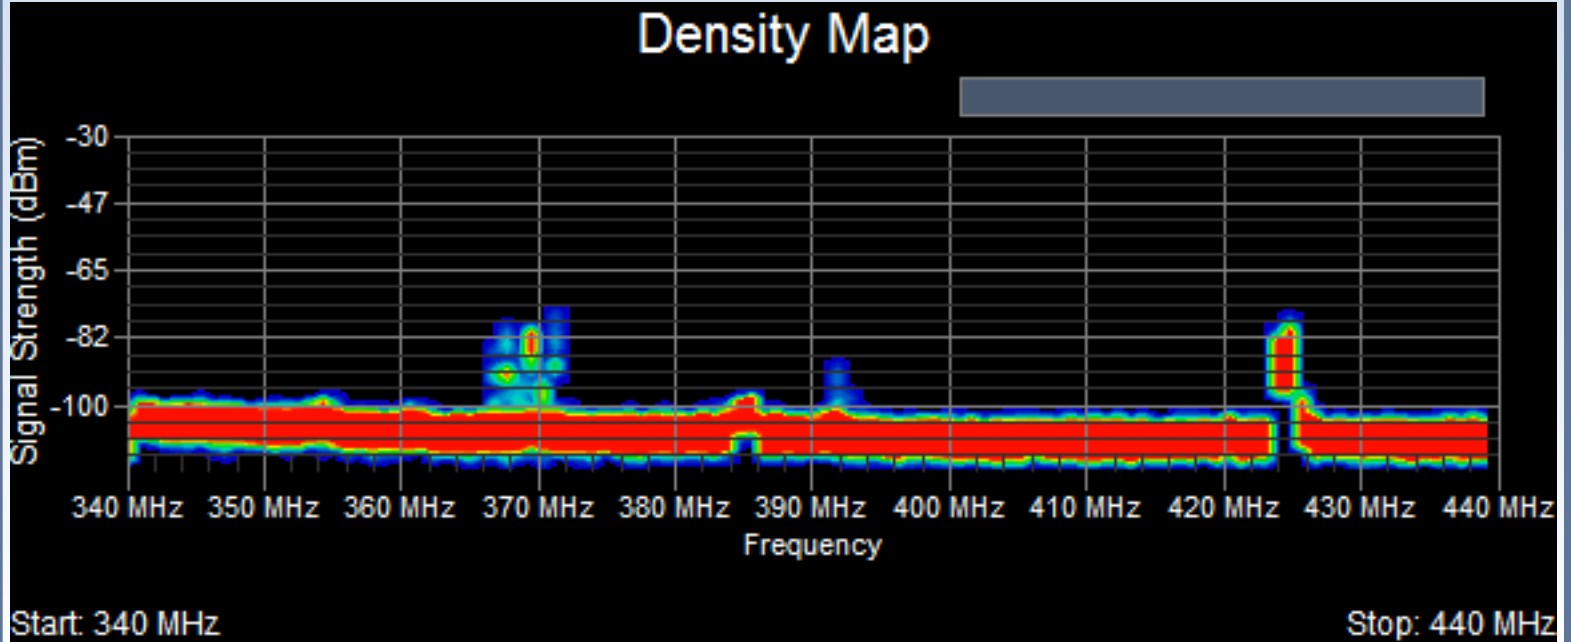 Density Map
Signal Strength (dBm)
-30
-47
-65
-82
-100
340 MHz 350 MHz 360 MHz 370 MHz 380 MHz 390 MHz 400 MHz 410 MHz 420 MHz 430 MHz 440 MHz
Frequency
Start: 340 MHz
Stop: 440 MHz